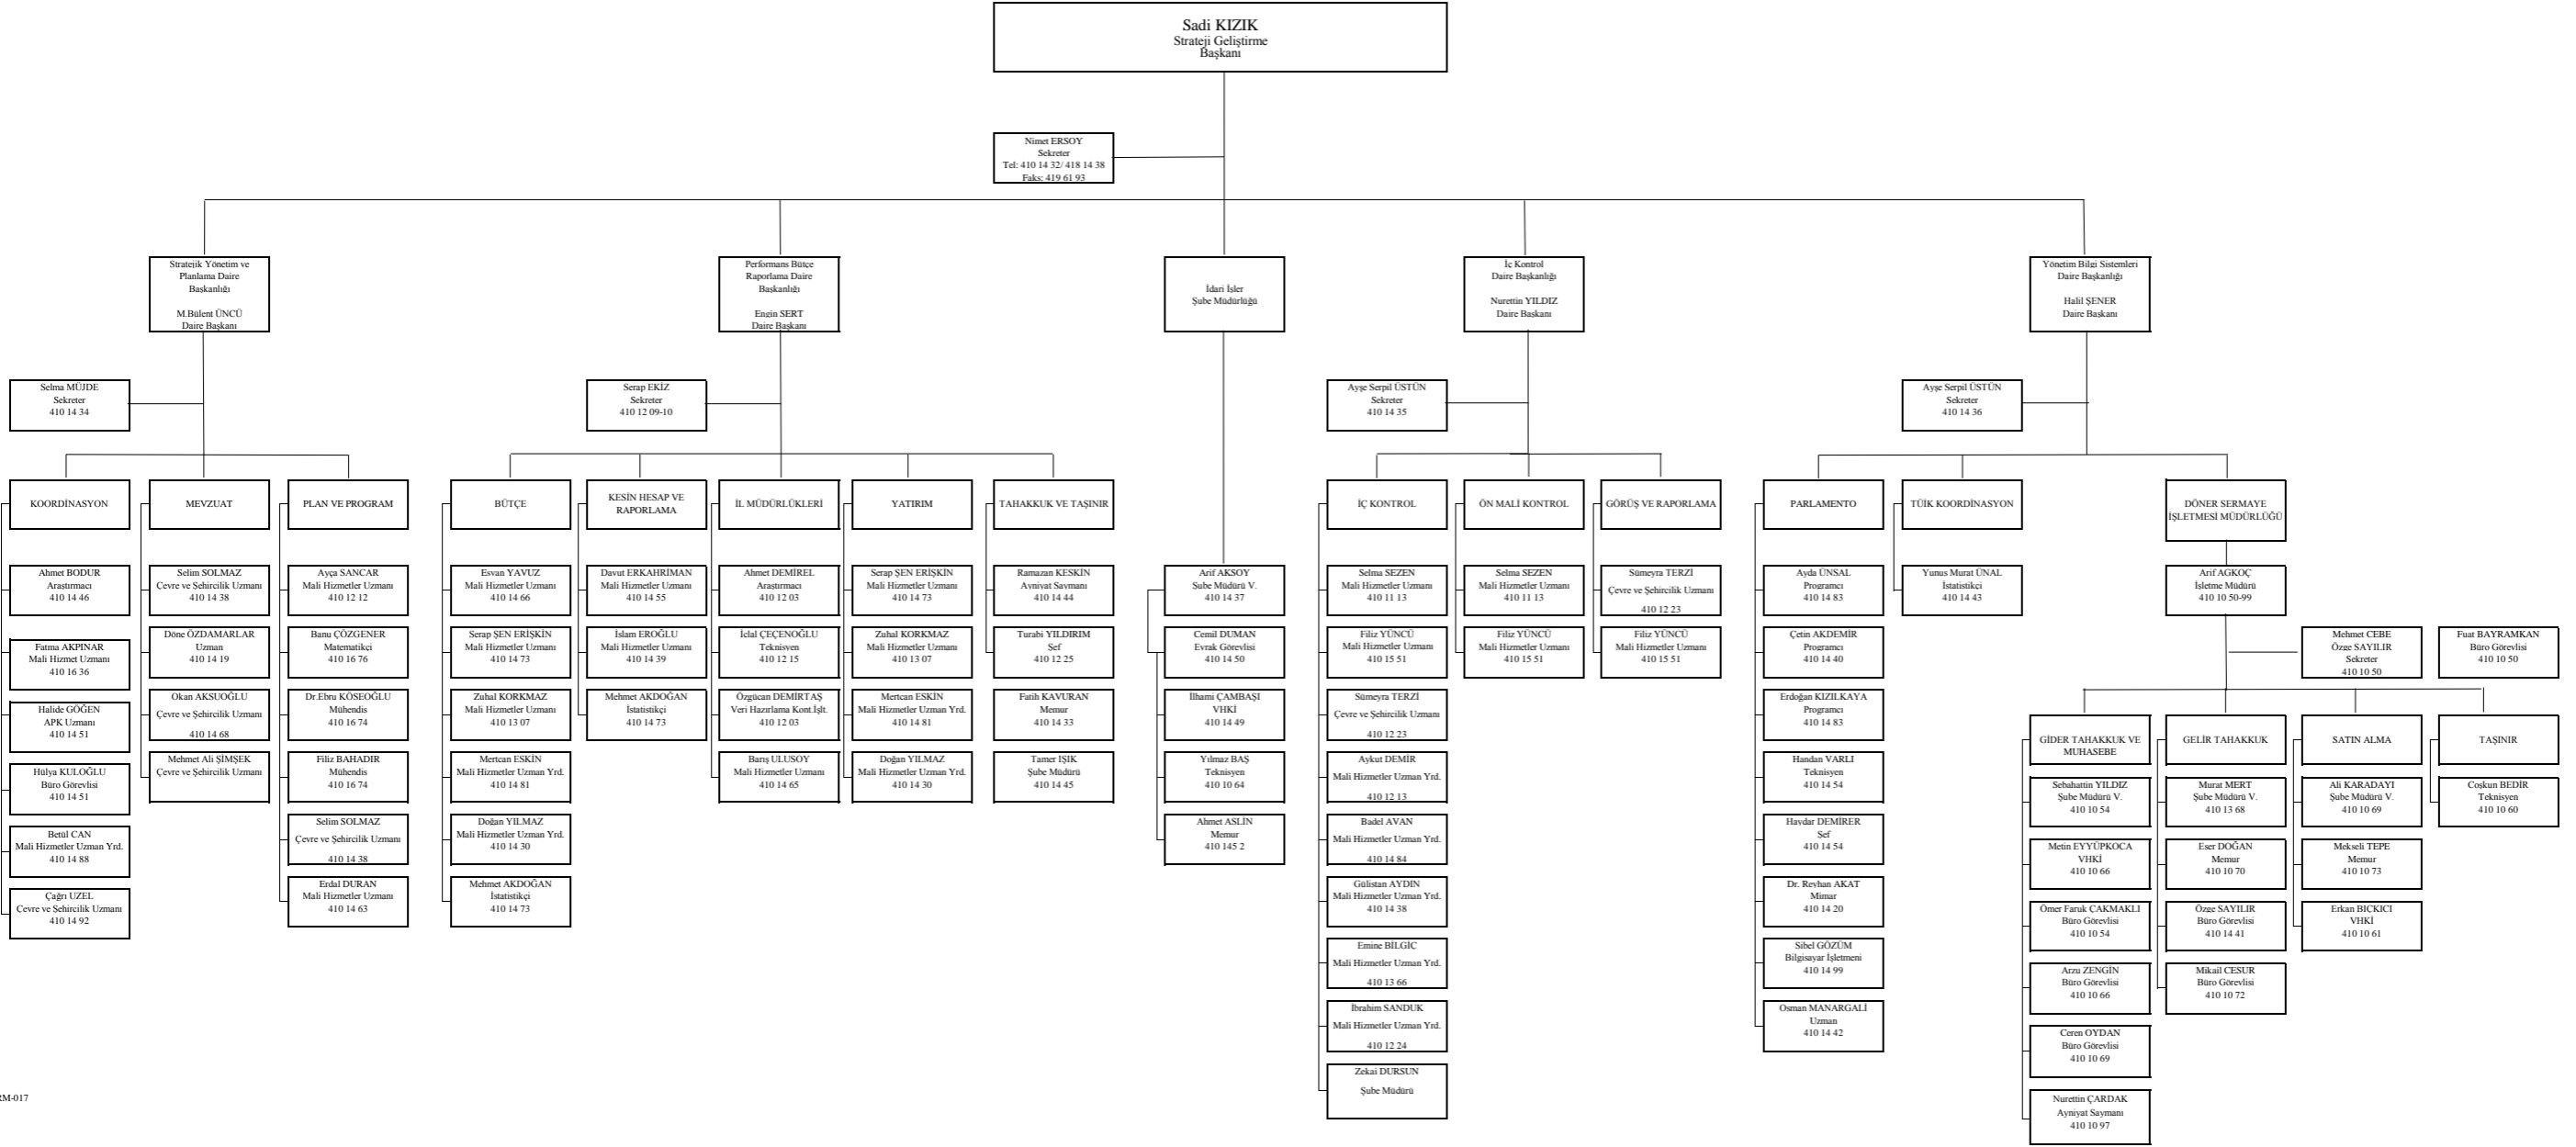 Sadi KIZIK
Strateji Geliştirme
Başkanı
Nimet ERSOY
Sekreter
Tel: 410 14 32/ 418 14 38
Faks: 419 61 93
Stratejik Yönetim ve
Planlama Daire
Başkanlığı
M.Bülent ÜNCÜ
Daire Başkanı
Performans Bütçe
Raporlama Daire
Başkanlığı
Engin SERT
Daire Başkanı
İdari İşler
Şube Müdürlüğü
İç Kontrol
Daire Başkanlığı
Nurettin YILDIZ
Daire Başkanı
Yönetim Bilgi Sistemleri
Daire Başkanlığı
Halil ŞENER
Daire Başkanı
Selma MÜJDE
Sekreter
410 14 34
Serap EKİZ
Sekreter
410 12 09-10
Ayşe Serpil ÜSTÜN
Sekreter
410 14 35
Ayşe Serpil ÜSTÜN
Sekreter
410 14 36
KOORDİNASYON
Ahmet BODUR
Araştırmacı
410 14 46
Fatma AKPINAR
Mali Hizmet Uzmanı
410 16 36
Halide GÖĞEN
APK Uzmanı
410 14 51
Hülya KULOĞLU
Büro Görevlisi
410 14 51
Betül CAN
Mali Hizmetler Uzman Yrd.
410 14 88
Çağrı UZEL
Çevre ve Şehircilik Uzmanı
410 14 92
MEVZUAT
Selim SOLMAZ
Çevre ve Şehircilik Uzmanı
410 14 38
Döne ÖZDAMARLAR
Uzman
410 14 19
Okan AKSUOĞLU
Çevre ve Şehircilik Uzmanı
410 14 68
Mehmet Ali ŞİMŞEK
Çevre ve Şehircilik Uzmanı
PLAN VE PROGRAM
Ayça SANCAR
Mali Hizmetler Uzmanı
410 12 12
Banu ÇÖZGENER
Matematikçi
410 16 76
Dr.Ebru KÖSEOĞLU
Mühendis
410 16 74
Filiz BAHADIR
Mühendis
410 16 74
Selim SOLMAZ
Çevre ve Şehircilik Uzmanı
410 14 38
Erdal DURAN
Mali Hizmetler Uzmanı
410 14 63
BÜTÇE
Esvan YAVUZ
Mali Hizmetler Uzmanı
410 14 66
Serap ŞEN ERİŞKİN
Mali Hizmetler Uzmanı
410 14 73
Zuhal KORKMAZ
Mali Hizmetler Uzmanı
410 13 07
Mertcan ESKİN
Mali Hizmetler Uzman Yrd.
410 14 81
Doğan YILMAZ
Mali Hizmetler Uzman Yrd.
410 14 30
Mehmet AKDOĞAN
İstatistikçi
410 14 73
KESİN HESAP VE
RAPORLAMA
Davut ERKAHRİMAN
Mali Hizmetler Uzmanı
410 14 55
İslam EROĞLU
Mali Hizmetler Uzmanı
410 14 39
Mehmet AKDOĞAN
İstatistikçi
410 14 73
İL MÜDÜRLÜKLERİ
Ahmet DEMİREL
Araştırmacı
410 12 03
İclal ÇEÇENOĞLU
Teknisyen
410 12 15
Özgücan DEMİRTAŞ
Veri Hazırlama Kont.İşlt.
410 12 03
Barış ULUSOY
Mali Hizmetler Uzmanı
410 14 65
YATIRIM
Serap ŞEN ERİŞKİN
Mali Hizmetler Uzmanı
410 14 73
Zuhal KORKMAZ
Mali Hizmetler Uzmanı
410 13 07
Mertcan ESKİN
Mali Hizmetler Uzman Yrd.
410 14 81
Doğan YILMAZ
Mali Hizmetler Uzman Yrd.
410 14 30
TAHAKKUK VE TAŞINIR
Ramazan KESKİN
Ayniyat Saymanı
410 14 44
Turabi YILDIRIM
Şef
410 12 25
Fatih KAVURAN
Memur
410 14 33
Tamer IŞIK
Şube Müdürü
410 14 45
Arif AKSOY
Şube Müdürü V.
410 14 37
Cemil DUMAN
Evrak Görevlisi
410 14 50
İlhami ÇAMBAŞI
VHKİ
410 14 49
Yılmaz BAŞ
Teknisyen
410 10 64
Ahmet ASLİN
Memur
410 145 2
İÇ KONTROL
Selma SEZEN
Mali Hizmetler Uzmanı
410 11 13
Filiz YÜNCÜ
Mali Hizmetler Uzmanı
410 15 51
Sümeyra TERZİ
Çevre ve Şehircilik Uzmanı
410 12 23
Aykut DEMİR
Mali Hizmetler Uzman Yrd.
410 12 13
Badel AVAN
Mali Hizmetler Uzman Yrd.
410 14 84
Gülistan AYDIN
Mali Hizmetler Uzman Yrd.
410 14 38
Emine BİLGİÇ
Mali Hizmetler Uzman Yrd.
410 13 66
İbrahim SANDUK
Mali Hizmetler Uzman Yrd.
410 12 24
Zekai DURSUN
Şube Müdürü
ÖN MALİ KONTROL
Selma SEZEN
Mali Hizmetler Uzmanı
410 11 13
Filiz YÜNCÜ
Mali Hizmetler Uzmanı
410 15 51
GÖRÜŞ VE RAPORLAMA
Sümeyra TERZİ
Çevre ve Şehircilik Uzmanı
410 12 23
Filiz YÜNCÜ
Mali Hizmetler Uzmanı
410 15 51
PARLAMENTO
Ayda ÜNSAL
Programcı
410 14 83
Çetin AKDEMİR
Programcı
410 14 40
Erdoğan KIZILKAYA
Programcı
410 14 83
Handan VARLI
Teknisyen
410 14 54
Haydar DEMİRER
Şef
410 14 54
Dr. Reyhan AKAT
Mimar
410 14 20
Sibel GÖZÜM
Bilgisayar İşletmeni
410 14 99
Osman MANARGALİ
Uzman
410 14 42
TÜİK KOORDİNASYON
Yunus Murat ÜNAL
İstatistikçi
410 14 43
DÖNER SERMAYE
İŞLETMESİ MÜDÜRLÜĞÜ
Arif AGKOÇ
İşletme Müdürü
410 10 50-99
Mehmet CEBE
Özge SAYILIR
Sekreter
410 10 50
Fuat BAYRAMKAN
Büro Görevlisi
410 10 50
GİDER TAHAKKUK VE
MUHASEBE
Sebahattin YILDIZ
Şube Müdürü V.
410 10 54
Metin EYYÜPKOCA
VHKİ
410 10 66
Ömer Faruk ÇAKMAKLI
Büro Görevlisi
410 10 54
Arzu ZENGİN
Büro Görevlisi
410 10 66
Ceren OYDAN
Büro Görevlisi
410 10 69
Nurettin ÇARDAK
Ayniyat Saymanı
410 10 97
GELİR TAHAKKUK
Murat MERT
Şube Müdürü V.
410 13 68
Eser DOĞAN
Memur
410 10 70
Özge SAYILIR
Büro Görevlisi
410 14 41
Mikail CESUR
Büro Görevlisi
410 10 72
SATIN ALMA
Ali KARADAYI
Şube Müdürü V.
410 10 69
Mekseli TEPE
Memur
410 10 73
Erkan BIÇKICI
VHKİ
410 10 61
TAŞINIR
Coşkun BEDİR
Teknisyen
410 10 60
RM-017